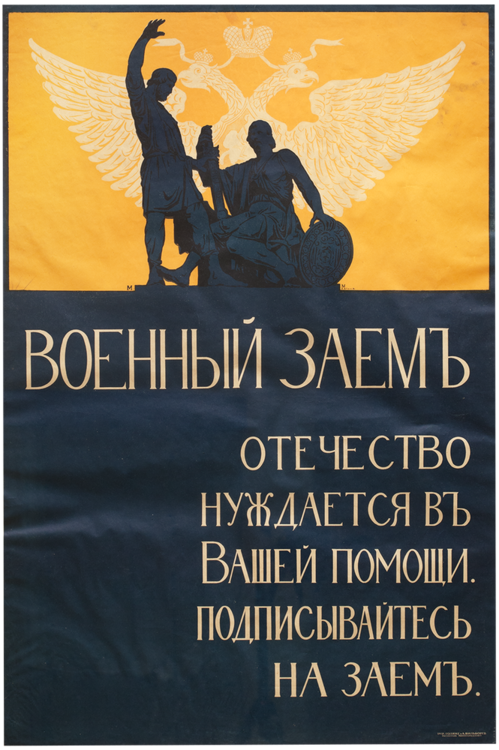 ВОЕННЫЙ ЗАЕМЪ
ОТЕЧЕСТВО
НУЖДАЕТСЯ ВЪ
ВАШЕЙ ПОМОЩИ.
ПОДПИСЫВАЙТЕСЬ
НА ЗАЕМЪ.